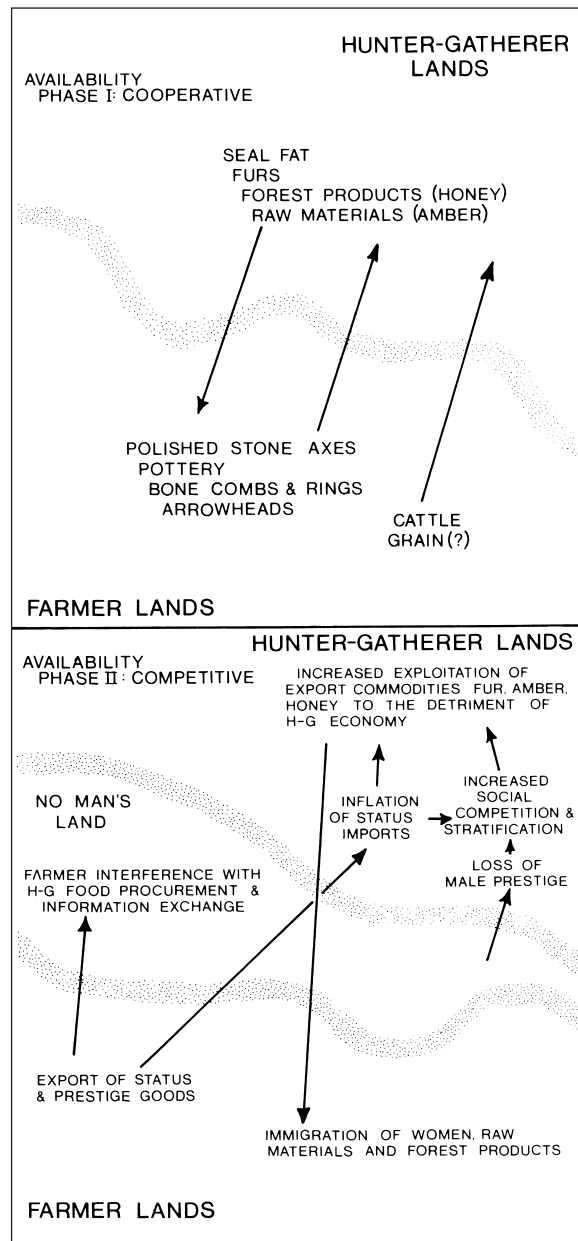 HUNTER-GATHERER
LANDS
AVAILABILITY
PHASE I: COOPERATIVE
SEAL FAT
FURS
FOREST PRODUCTS (HONEY)
RAW MATERIALS (AMBER)
POLISHED STONE AXES
POTTERY
BONE COMBS & RINGS
ARROWHEADS
CATTLE
GRAIN(?)
FARMER LANDS
HUNTER-GATHERER LANDS
AVAILABILITY
PHASE II: COMPETITIVE
INCREASED EXPLOITATION OF
EXPORT COMMODITIES FUR, AMBER,
HONEY TO THE DETRIMENT OF
H-G ECONOMY
NO MAN'S
LAND
INFLATION
OF STATUS
IMPORTS
INCREASED
SOCIAL
COMPETITION &
STRATIFICATION
LOSS OF
MALE PRESTIGE
FARMER INTERFERENCE WITH
H-G FOOD PROCUREMENT &
INFORMATION EXCHANGE
EXPORT OF STATUS
& PRESTIGE GOODS
IMMIGRATION OF WOMEN, RAW
MATERIALS AND FOREST PRODUCTS
FARMER LANDS